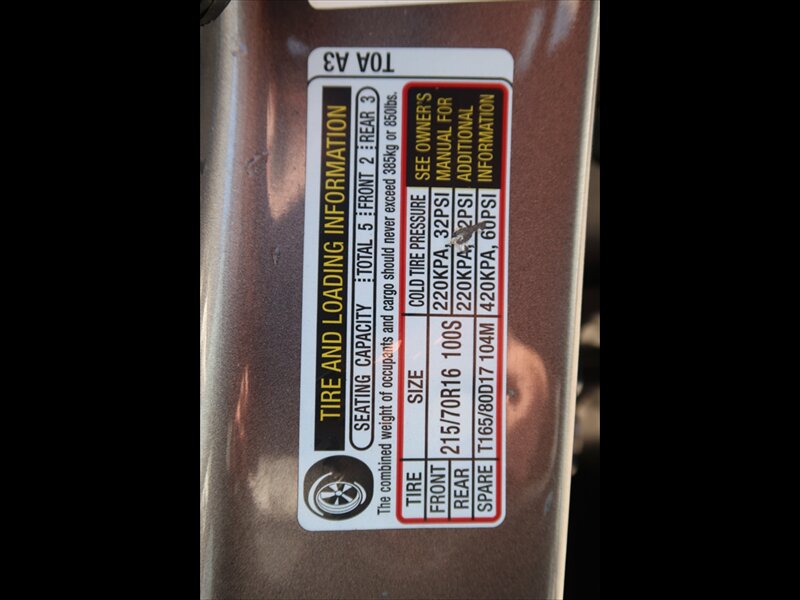 T0A A3
TIRE AND LOADING INFORMATION
SEATING CAPACITY TOTAL 5 FRONT 2 REAR 3
The combined weight of occupants and cargo should never exceed 385kg or 850lbs.
TIRE SIZE COLD TIRE PRESSURE SEE OWNER'S MANUAL FOR ADDITIONAL INFORMATION
FRONT 215/70R16 100S 220KPA, 32PSI
REAR 220KPA, 32PSI
SPARE T165/80D17 104M 420KPA, 60PSI